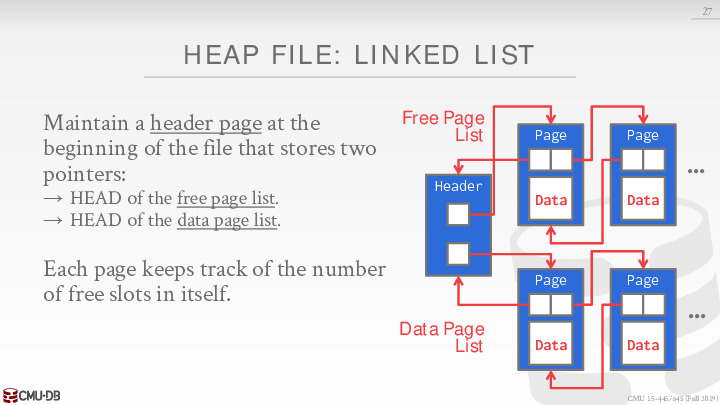 27
HEAP FILE: LINKED LIST
Maintain a header page at the
beginning of the file that stores two
pointers:
→ HEAD of the free page list.
→ HEAD of the data page list.
Each page keeps track of the number
of free slots in itself.
Free Page
List
Header
Page
Data
Page
Data
...
Data Page
List
Page
Data
Page
Data
...
CMU·DB
CMU 15-445/645 (Fall 2019)